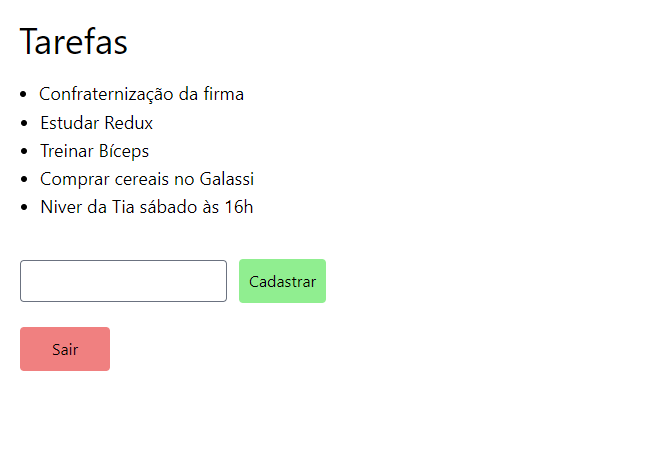 Tarefas
Confraternização da firma
Estudar Redux
Treinar Bíceps
Comprar cereais no Galassi
Niver da Tia sábado às 16h
Cadastrar
Sair